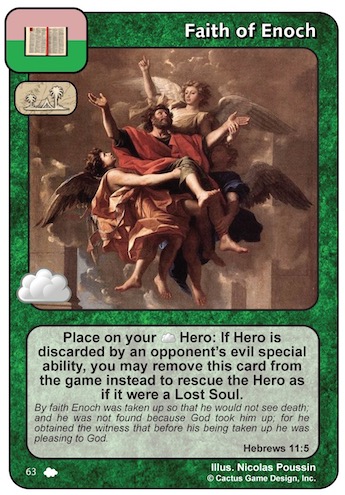 Faith of Enoch
Place on your Hero: If Hero is
discarded by an opponent's evil special
ability, you may remove this card from
the game instead to rescue the Hero as
if it were a Lost Soul.
By faith Enoch was taken up so that he would not see death;
and he was not found because God took him up; for he
obtained the witness that before his being taken up he was
pleasing to God.
Hebrews 11:5
63
Illus. Nicolas Poussin
© Cactus Game Design, Inc.